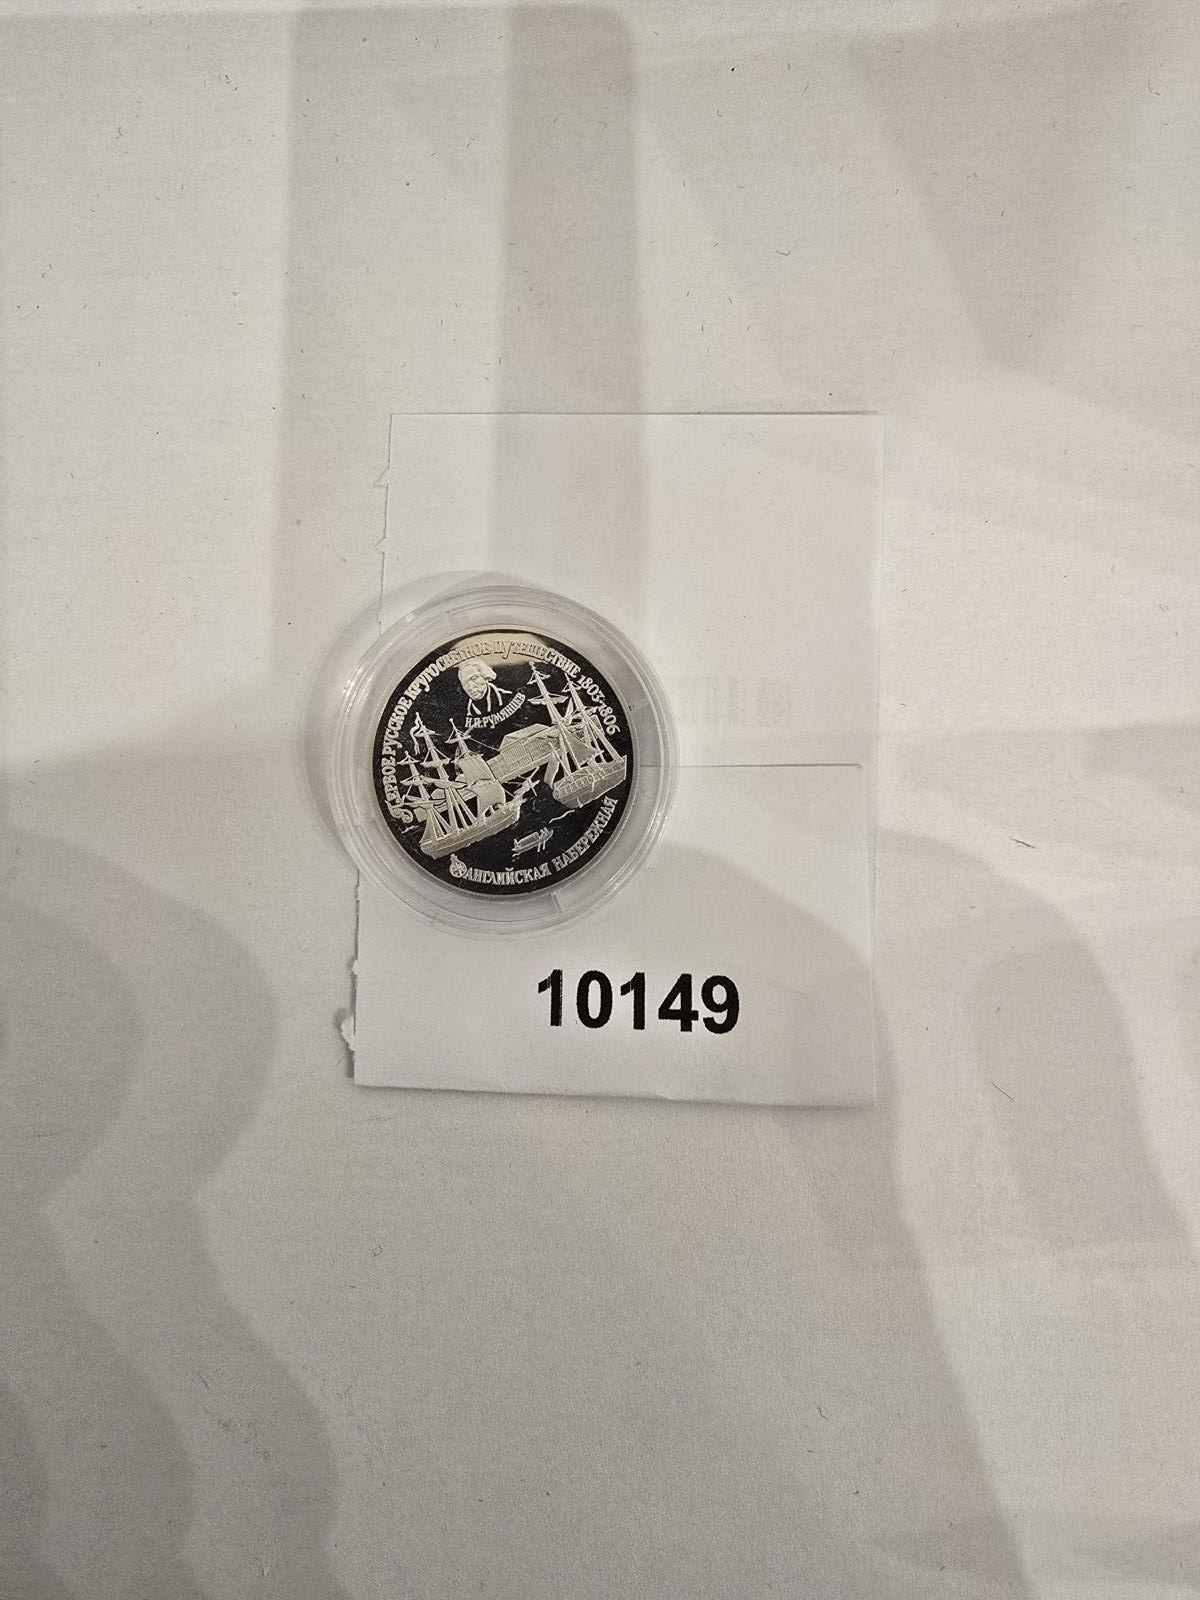 ПЕРВОЕ РУССКОЕ КРУГОСВЕТНОЕ ПУТЕШЕСТВИЕ 1803-1806
Н.П. РУМЯНЦЕВ
АНГЛИЙСКАЯ НАБЕРЕЖНАЯ
10149